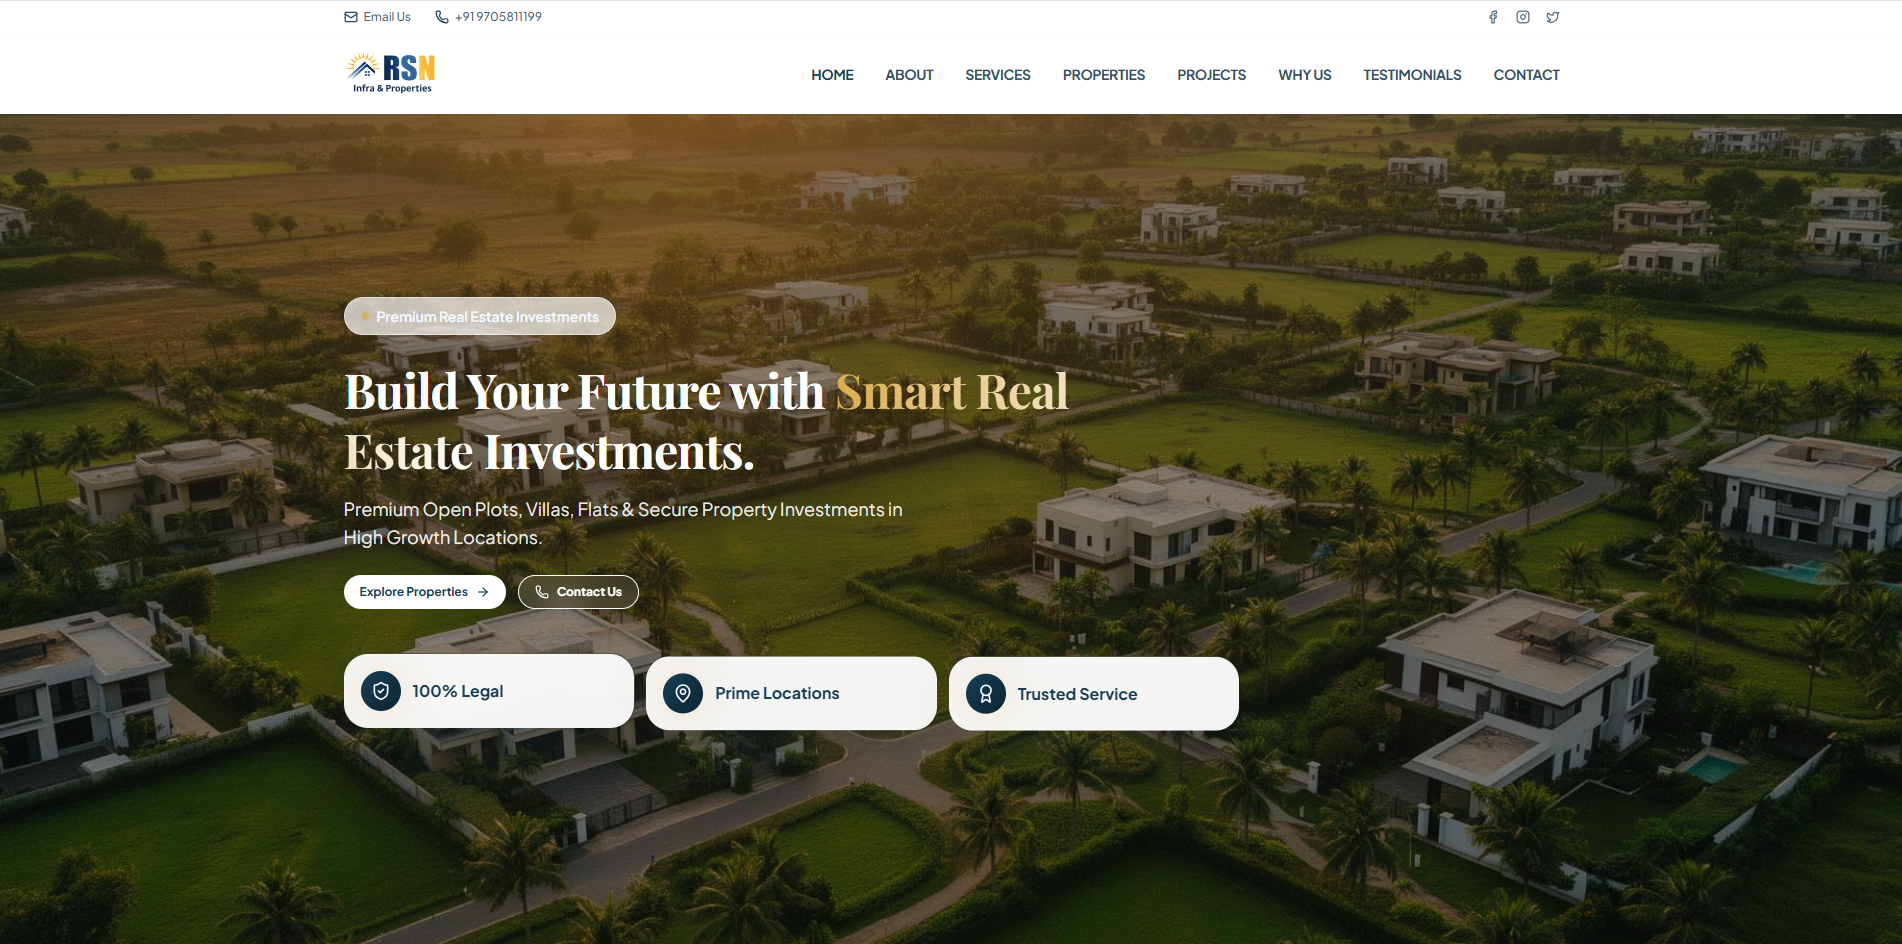 Email Us
+91 9705811199
RSN
Infra & Properties
HOME
ABOUT
SERVICES
PROPERTIES
PROJECTS
WHY US
TESTIMONIALS
CONTACT
Premium Real Estate Investments
Build Your Future with Smart Real
Estate Investments.
Premium Open Plots, Villas, Flats & Secure Property Investments in
High Growth Locations.
Explore Properties
Contact Us
100% Legal
Prime Locations
Trusted Service